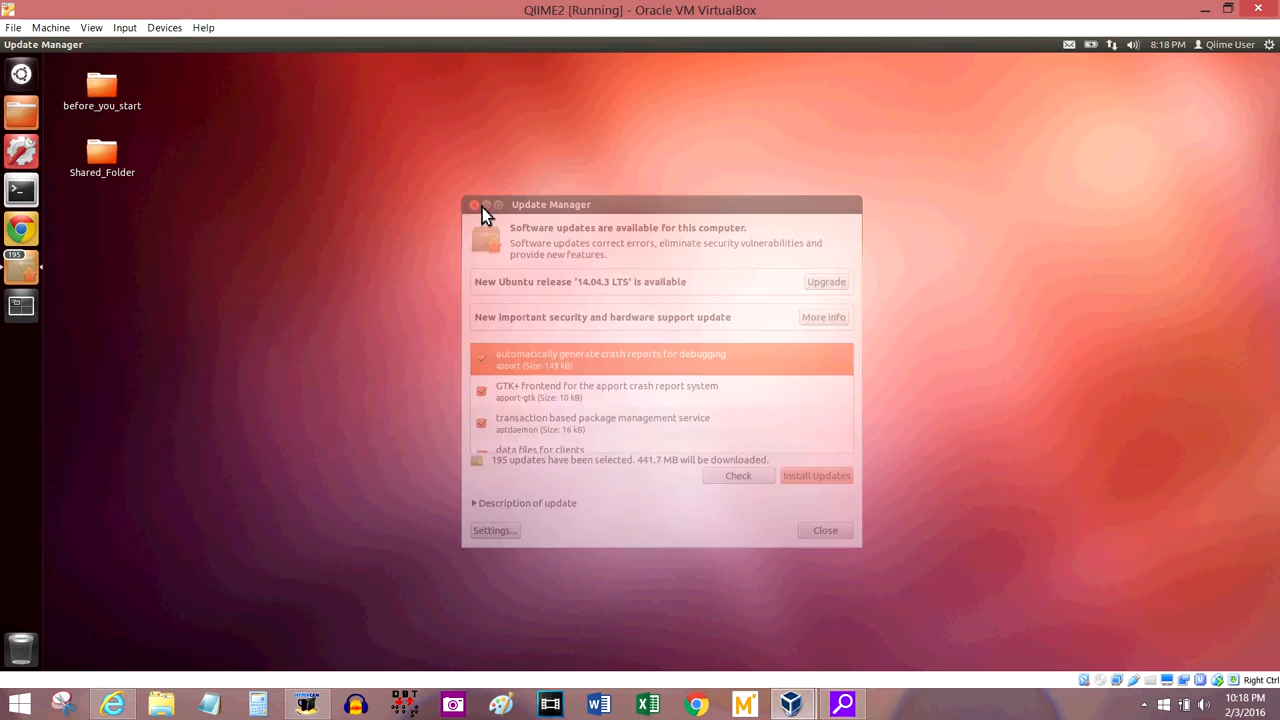 QIIME2 [Running] - Oracle VM VirtualBox
File Machine View Input Devices Help
Update Manager
8:18 PM Qiime User
before_you_start
Shared_Folder
195
Update Manager
Software updates are available for this computer.
Software updates correct errors, eliminate security vulnerabilities and
provide new features.
New Ubuntu release '14.04.3 LTS' is available Upgrade
New important security and hardware support update More info
automatically generate crash reports for debugging
apport (Size: 149 kB)
GTK+ frontend for the apport crash report system
apport-gtk (Size: 10 kB)
transaction based package management service
aptdaemon (Size: 16 kB)
data files for clients
195 updates have been selected. 441.7 MB will be downloaded.
Check Install Updates
Description of update
Settings... Close
Right Ctrl
10:18 PM
2/3/2016